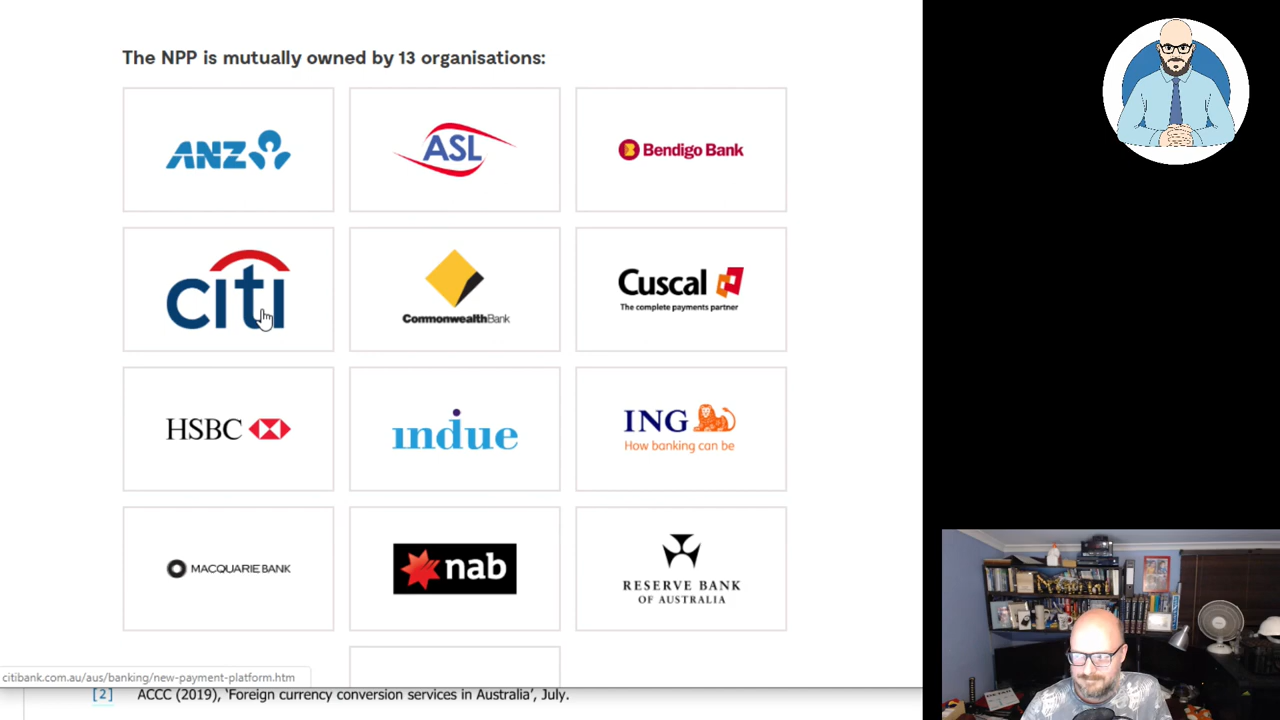 The NPP is mutually owned by 13 organisations:
ANZ
ASL
Bendigo Bank
citi
CommonwealthBank
Cuscal
The complete payments partner
HSBC
indue
ING
How banking can be
MACQUARIE BANK
nab
RESERVE BANK
OF AUSTRALIA
citibank.com.au/aus/banking/new-payment-platform.htm
[2] ACCC (2019), ‘Foreign currency conversion services in Australia’, July.